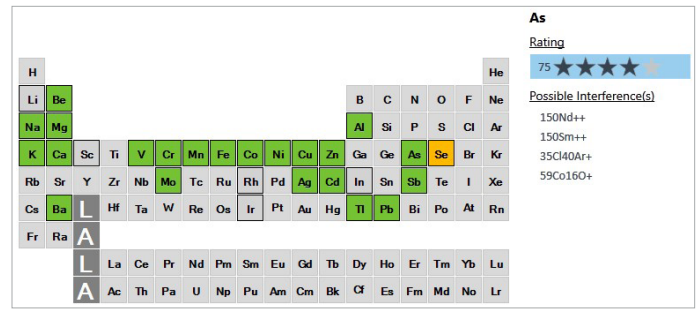 As
Rating
75
Possible Interference(s)
150Nd++
150Sm++
35Cl40Ar+
59Co16O+
H He
Li Be B C N O F Ne
Na Mg Al Si P S Cl Ar
K Ca Sc Ti V Cr Mn Fe Co Ni Cu Zn Ga Ge As Se Br Kr
Rb Sr Y Zr Nb Mo Tc Ru Rh Pd Ag Cd In Sn Sb Te I Xe
Cs Ba L Hf Ta W Re Os Ir Pt Au Hg Tl Pb Bi Po At Rn
Fr Ra A
L La Ce Pr Nd Pm Sm Eu Gd Tb Dy Ho Er Tm Yb Lu
A Ac Th Pa U Np Pu Am Cm Bk Cf Es Fm Md No Lr